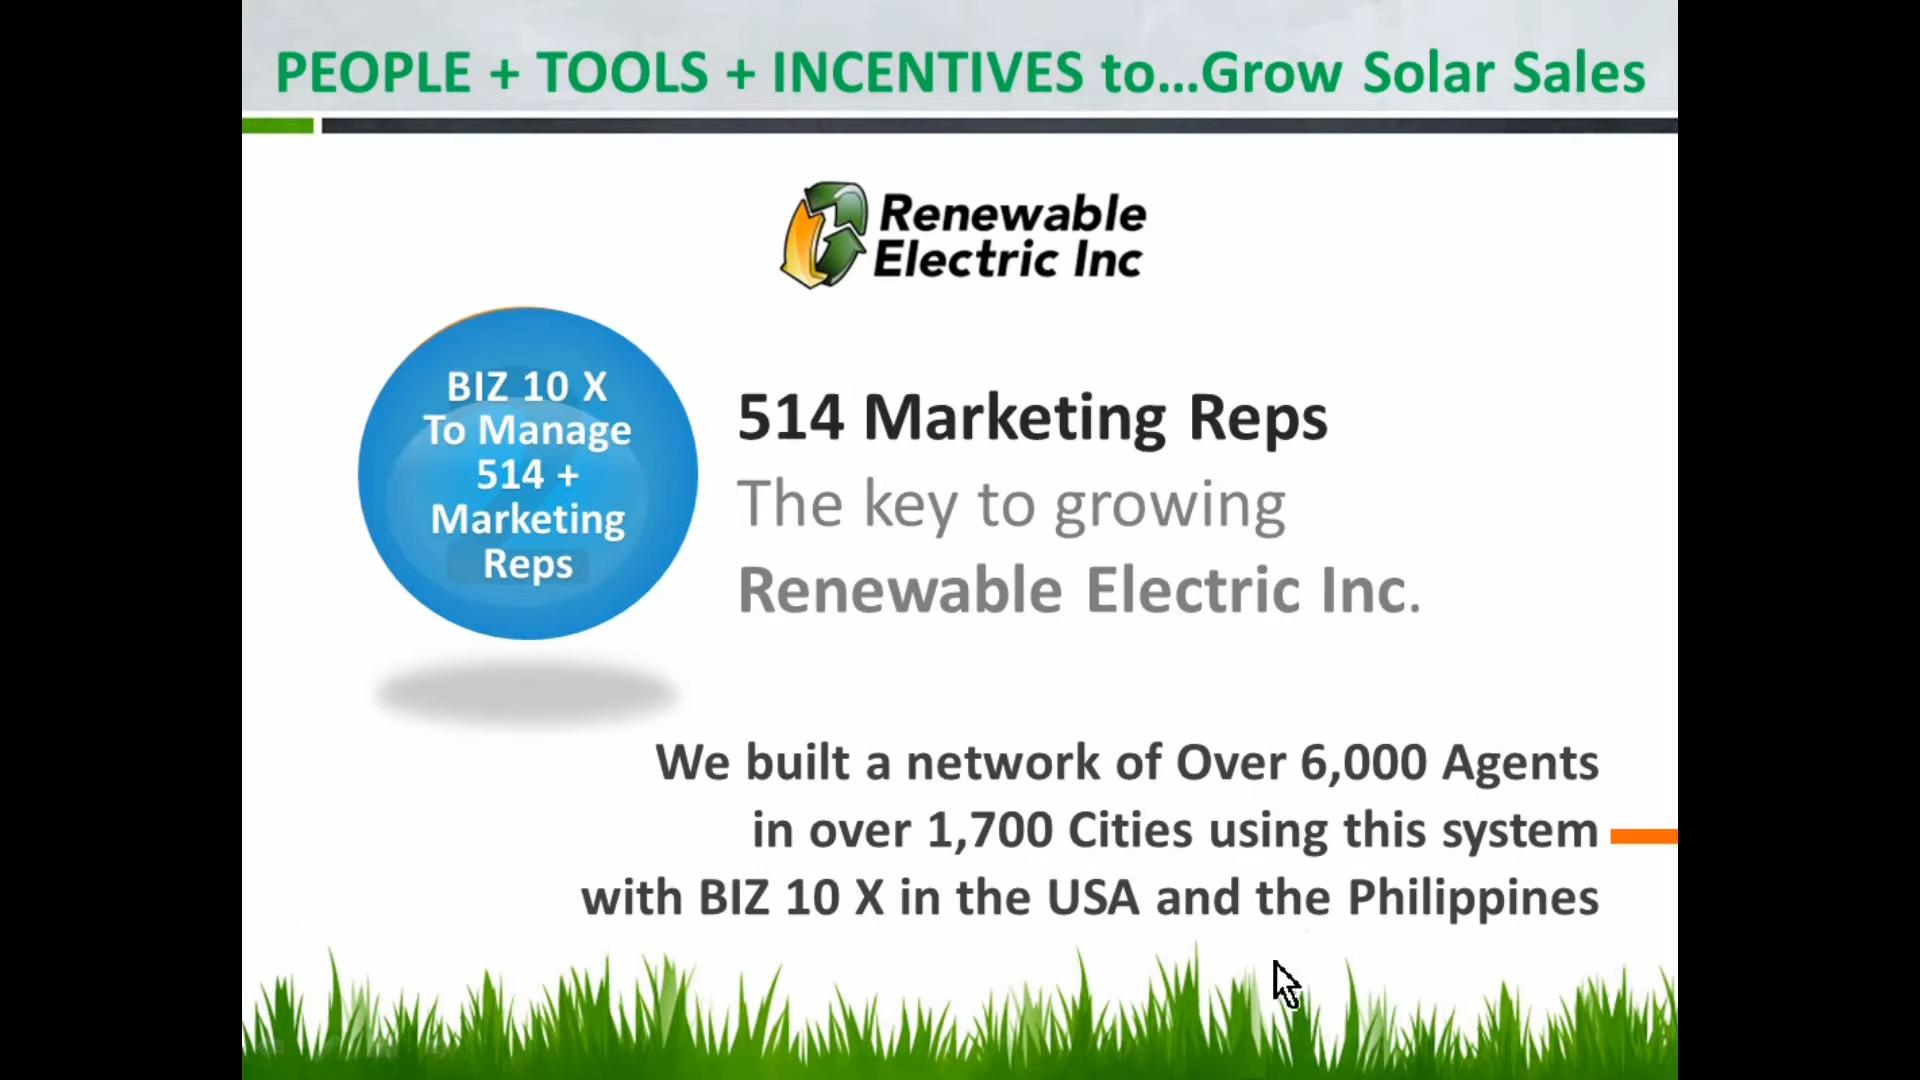 PEOPLE + TOOLS + INCENTIVES to...Grow Solar Sales
Renewable
Electric Inc
BIZ 10 X
To Manage
514 +
Marketing
Reps
514 Marketing Reps
The key to growing
Renewable Electric Inc.
We built a network of Over 6,000 Agents
in over 1,700 Cities using this system
with BIZ 10 X in the USA and the Philippines